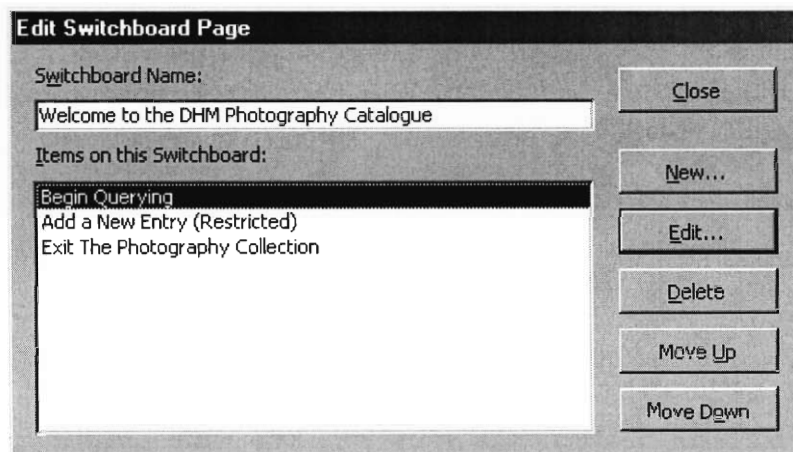 Edit Switchboard Page
Switchboard Name:
Close
Welcome to the DHM Photography Catalogue
Items on this Switchboard:
New...
Begin Querying
Add a New Entry (Restricted)
Edit...
Exit The Photography Collection
Delete
Move Up
Move Down